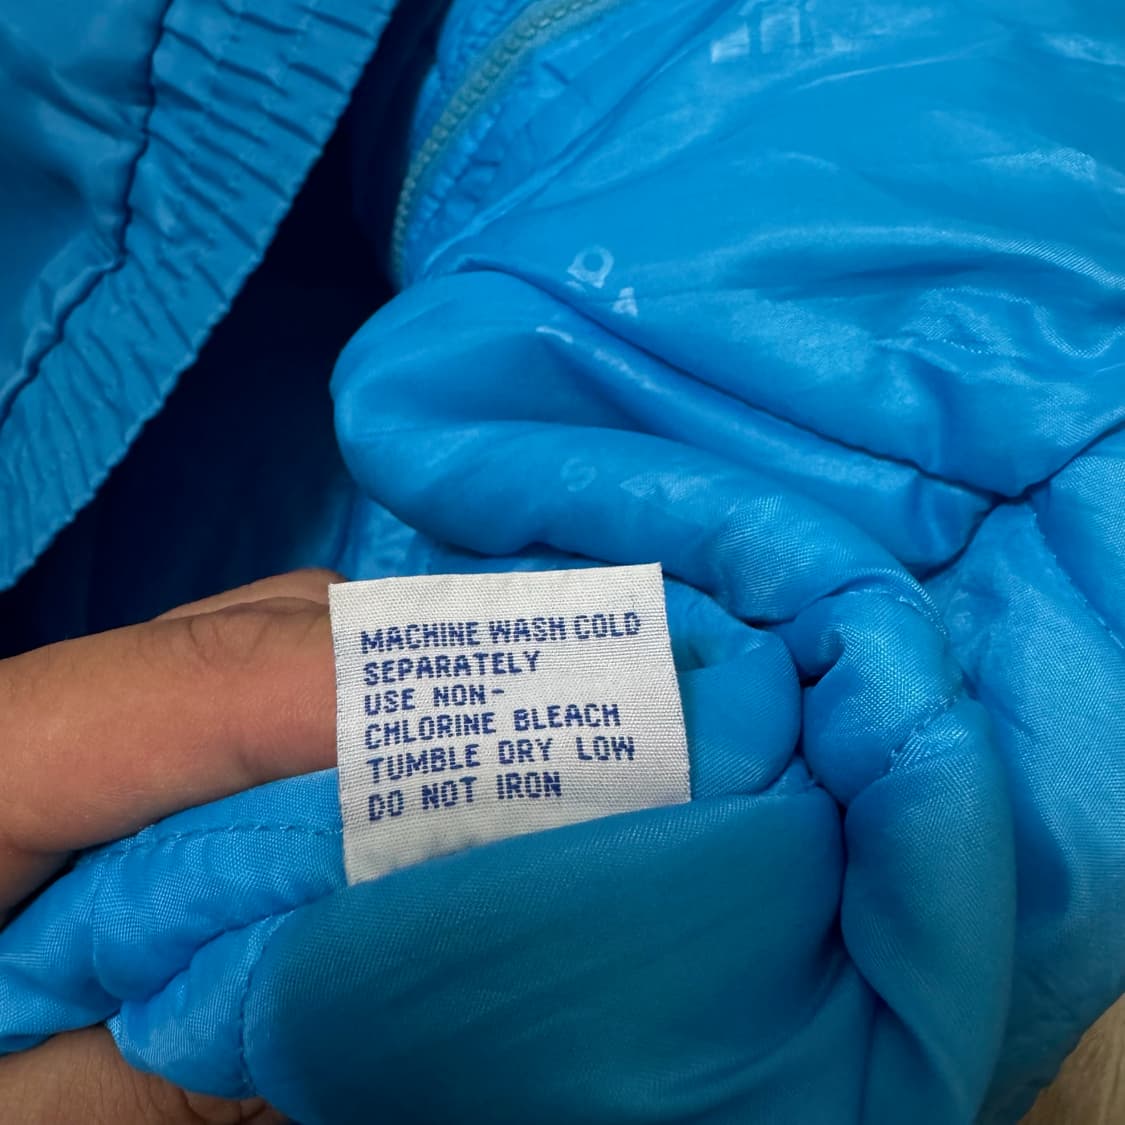 MACHINE WASH COLD
SEPARATELY
USE NON-
CHLORINE BLEACH
TUMBLE DRY LOW
DO NOT IRON